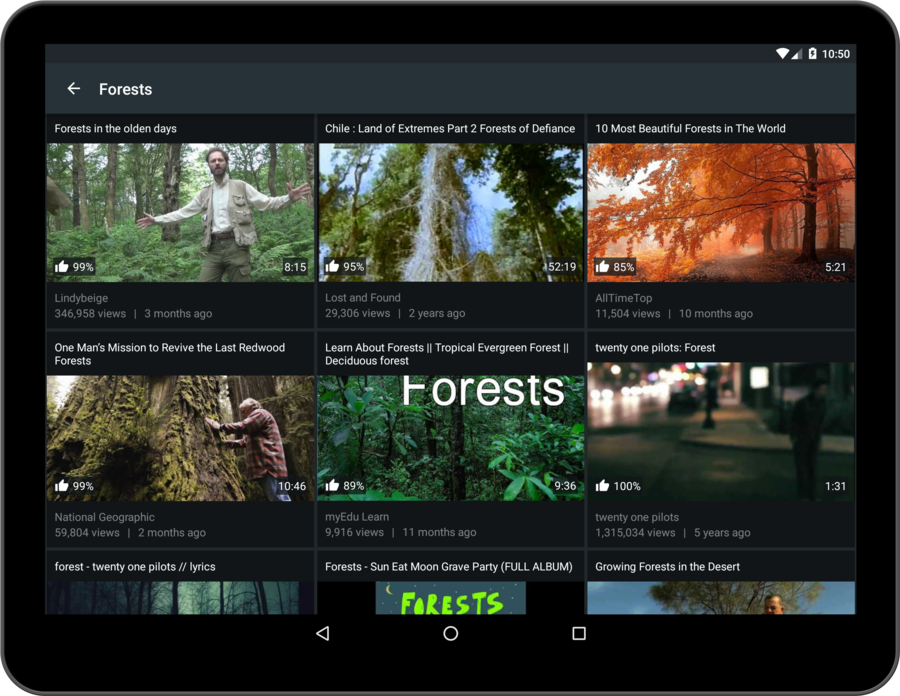 10:50
Forests
Forests in the olden days
99%
8:15
Lindybeige
346,958 views | 3 months ago
Chile : Land of Extremes Part 2 Forests of Defiance
95%
52:19
Lost and Found
29,306 views | 2 years ago
10 Most Beautiful Forests in The World
85%
5:21
AllTimeTop
11,504 views | 10 months ago
One Man's Mission to Revive the Last Redwood
Forests
99%
10:46
National Geographic
59,804 views | 2 months ago
Learn About Forests || Tropical Evergreen Forest ||
Deciduous forest
Forests
89%
9:36
myEdu Learn
9,916 views | 11 months ago
twenty one pilots: Forest
100%
1:31
twenty one pilots
1,315,034 views | 5 years ago
forest - twenty one pilots // lyrics
Forests - Sun Eat Moon Grave Party (FULL ALBUM)
FORESTS
Growing Forests in the Desert